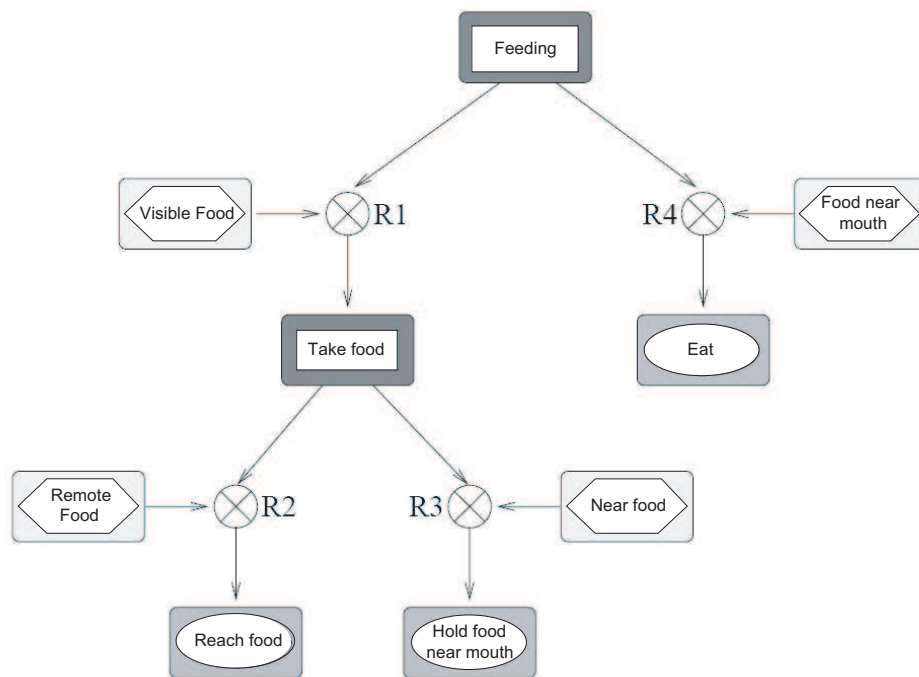 Feeding
Visible Food
R1
R4
Food near
mouth
Take food
Eat
Remote
Food
R2
R3
Near food
Reach food
Hold food
near mouth